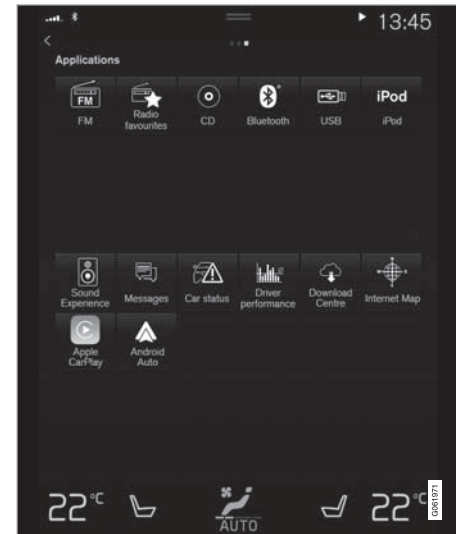 13:45
Applications
FM
FM
Radio
favourites
CD
Bluetooth
USB
iPod
iPod
Sound
Experience
Messages
Car status
Driver
performance
Download
Centre
Internet Map
Apple
CarPlay
Android
Auto
22°C
AUTO
22°C
G061971